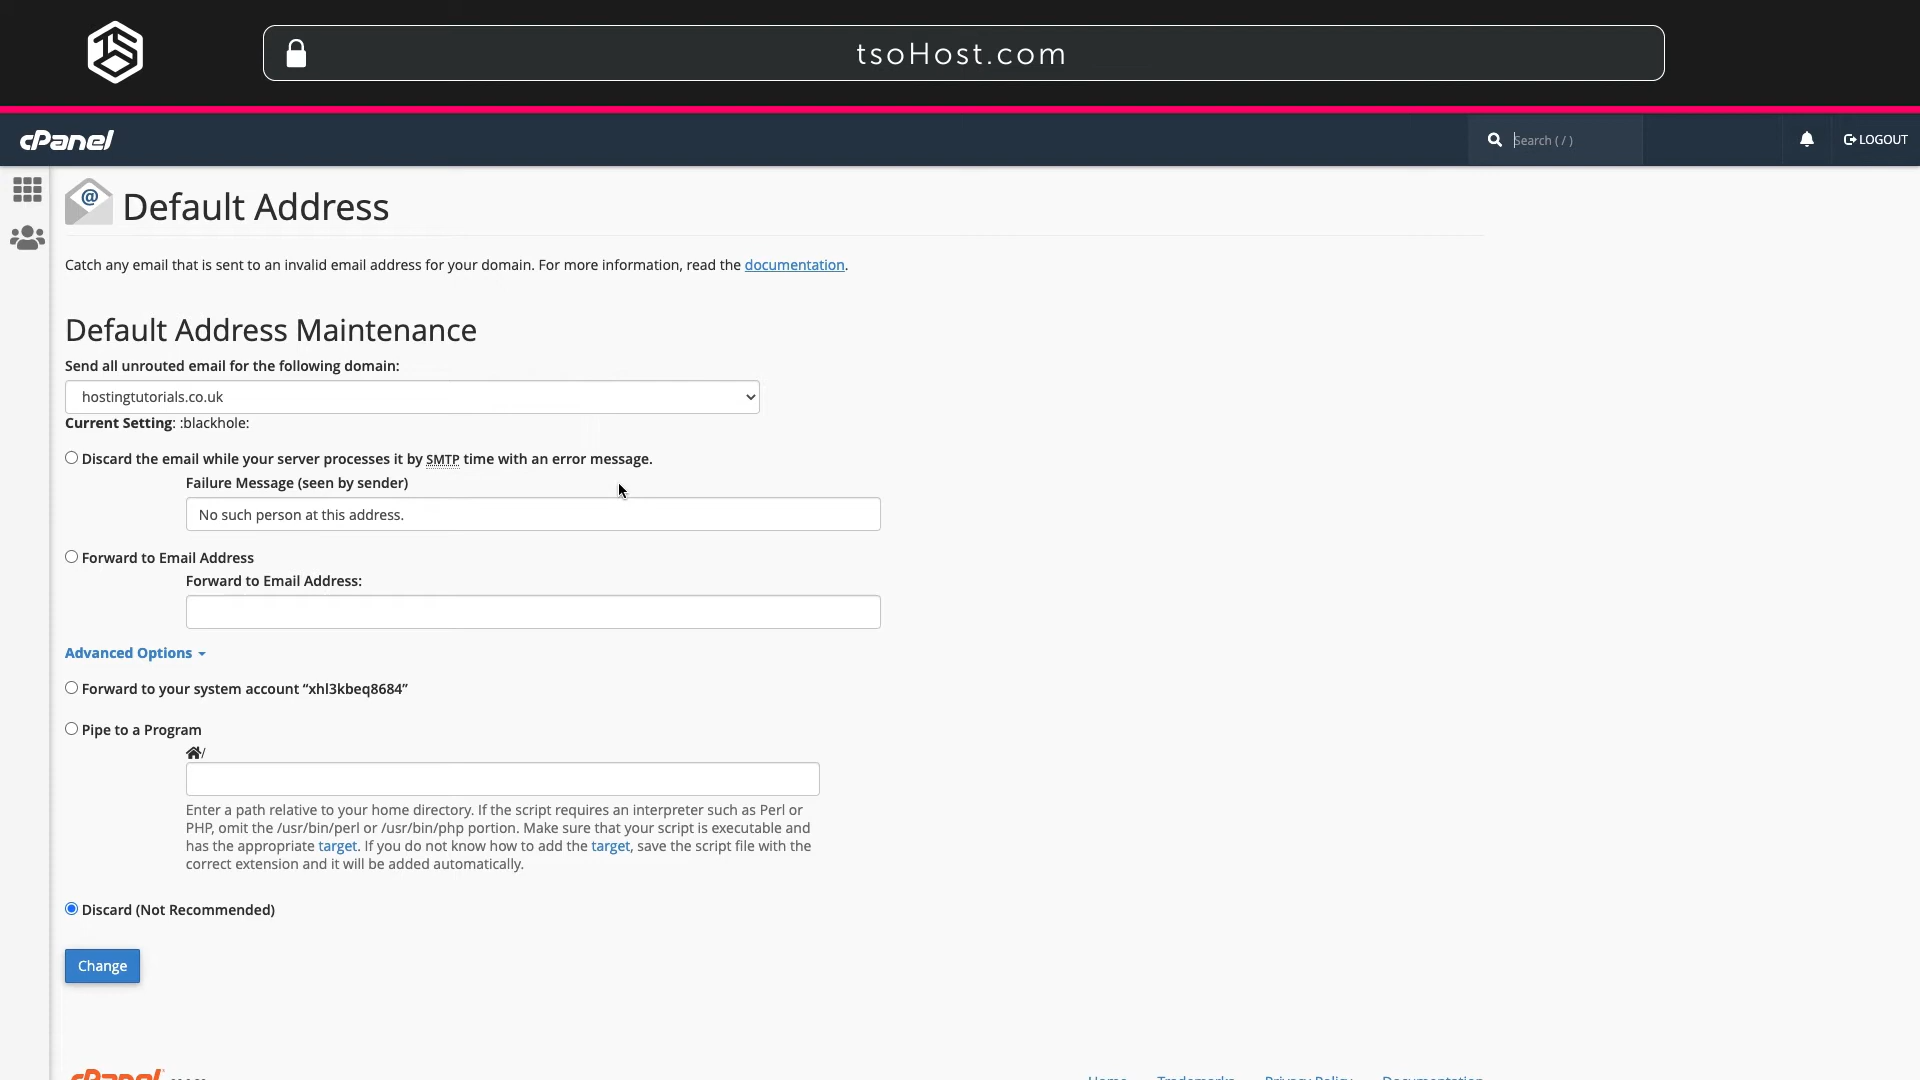 tsoHost.com
cPanel
Search ( / )
LOGOUT
@ Default Address
Catch any email that is sent to an invalid email address for your domain. For more information, read the documentation.
Default Address Maintenance
Send all unrouted email for the following domain:
hostingtutorials.co.uk
Current Setting: :blackhole:
Discard the email while your server processes it by SMTP time with an error message.
Failure Message (seen by sender)
No such person at this address.
Forward to Email Address
Forward to Email Address:
Advanced Options
Forward to your system account “xhl3kbeq8684”
Pipe to a Program
/
Enter a path relative to your home directory. If the script requires an interpreter such as Perl or
PHP, omit the /usr/bin/perl or /usr/bin/php portion. Make sure that your script is executable and
has the appropriate target. If you do not know how to add the target, save the script file with the
correct extension and it will be added automatically.
Discard (Not Recommended)
Change
cPanel Home Trademarks Privacy Policy Documentation